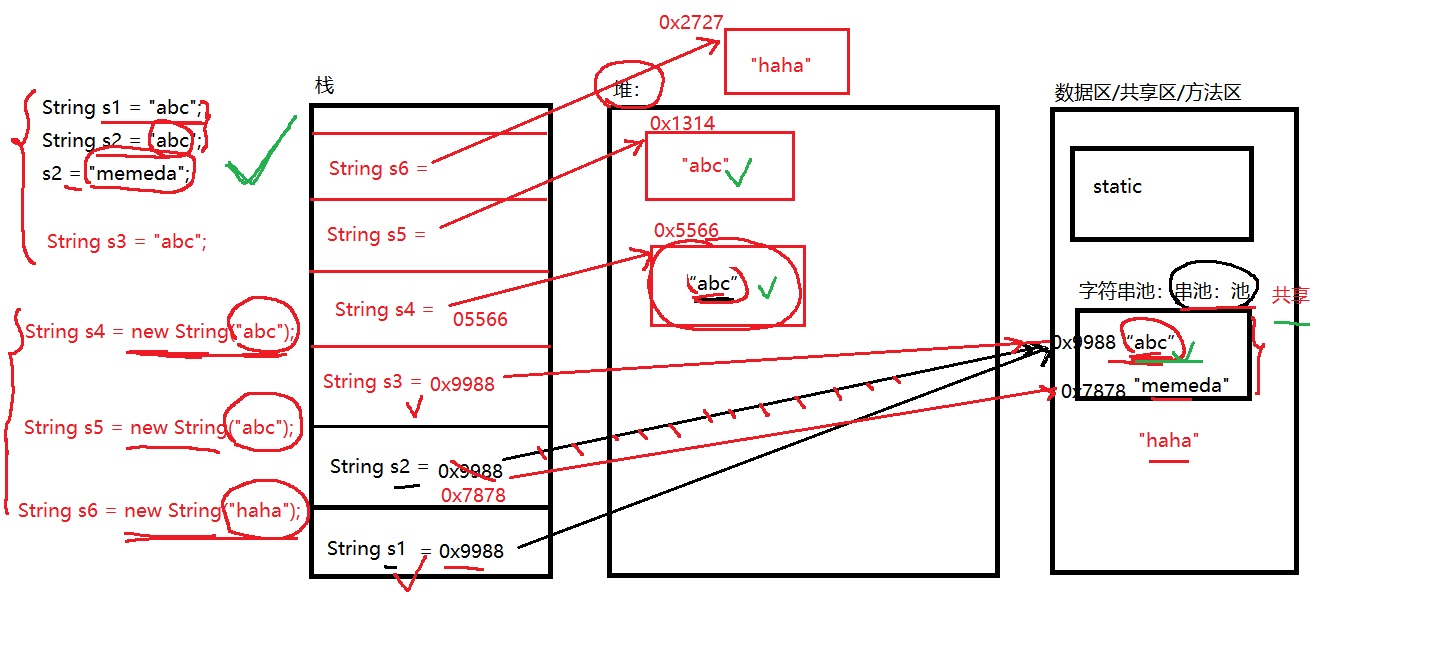 String s1 = "abc";
String s2 = "abc";
s2 = "memeda";
String s3 = "abc";
String s4 = new String("abc");
String s5 = new String("abc");
String s6 = new String("haha");
栈
String s6 =
String s5 =
String s4 =
05566
String s3 = 0x9988
String s2 = 0x9988
0x7878
String s1 = 0x9988
0x2727
"haha"
堆：
0x1314
"abc"
0x5566
“abc”
数据区/共享区/方法区
static
字符串池：串池：池
共享
0x9988 “abc”
0x7878 "memeda"
"haha"